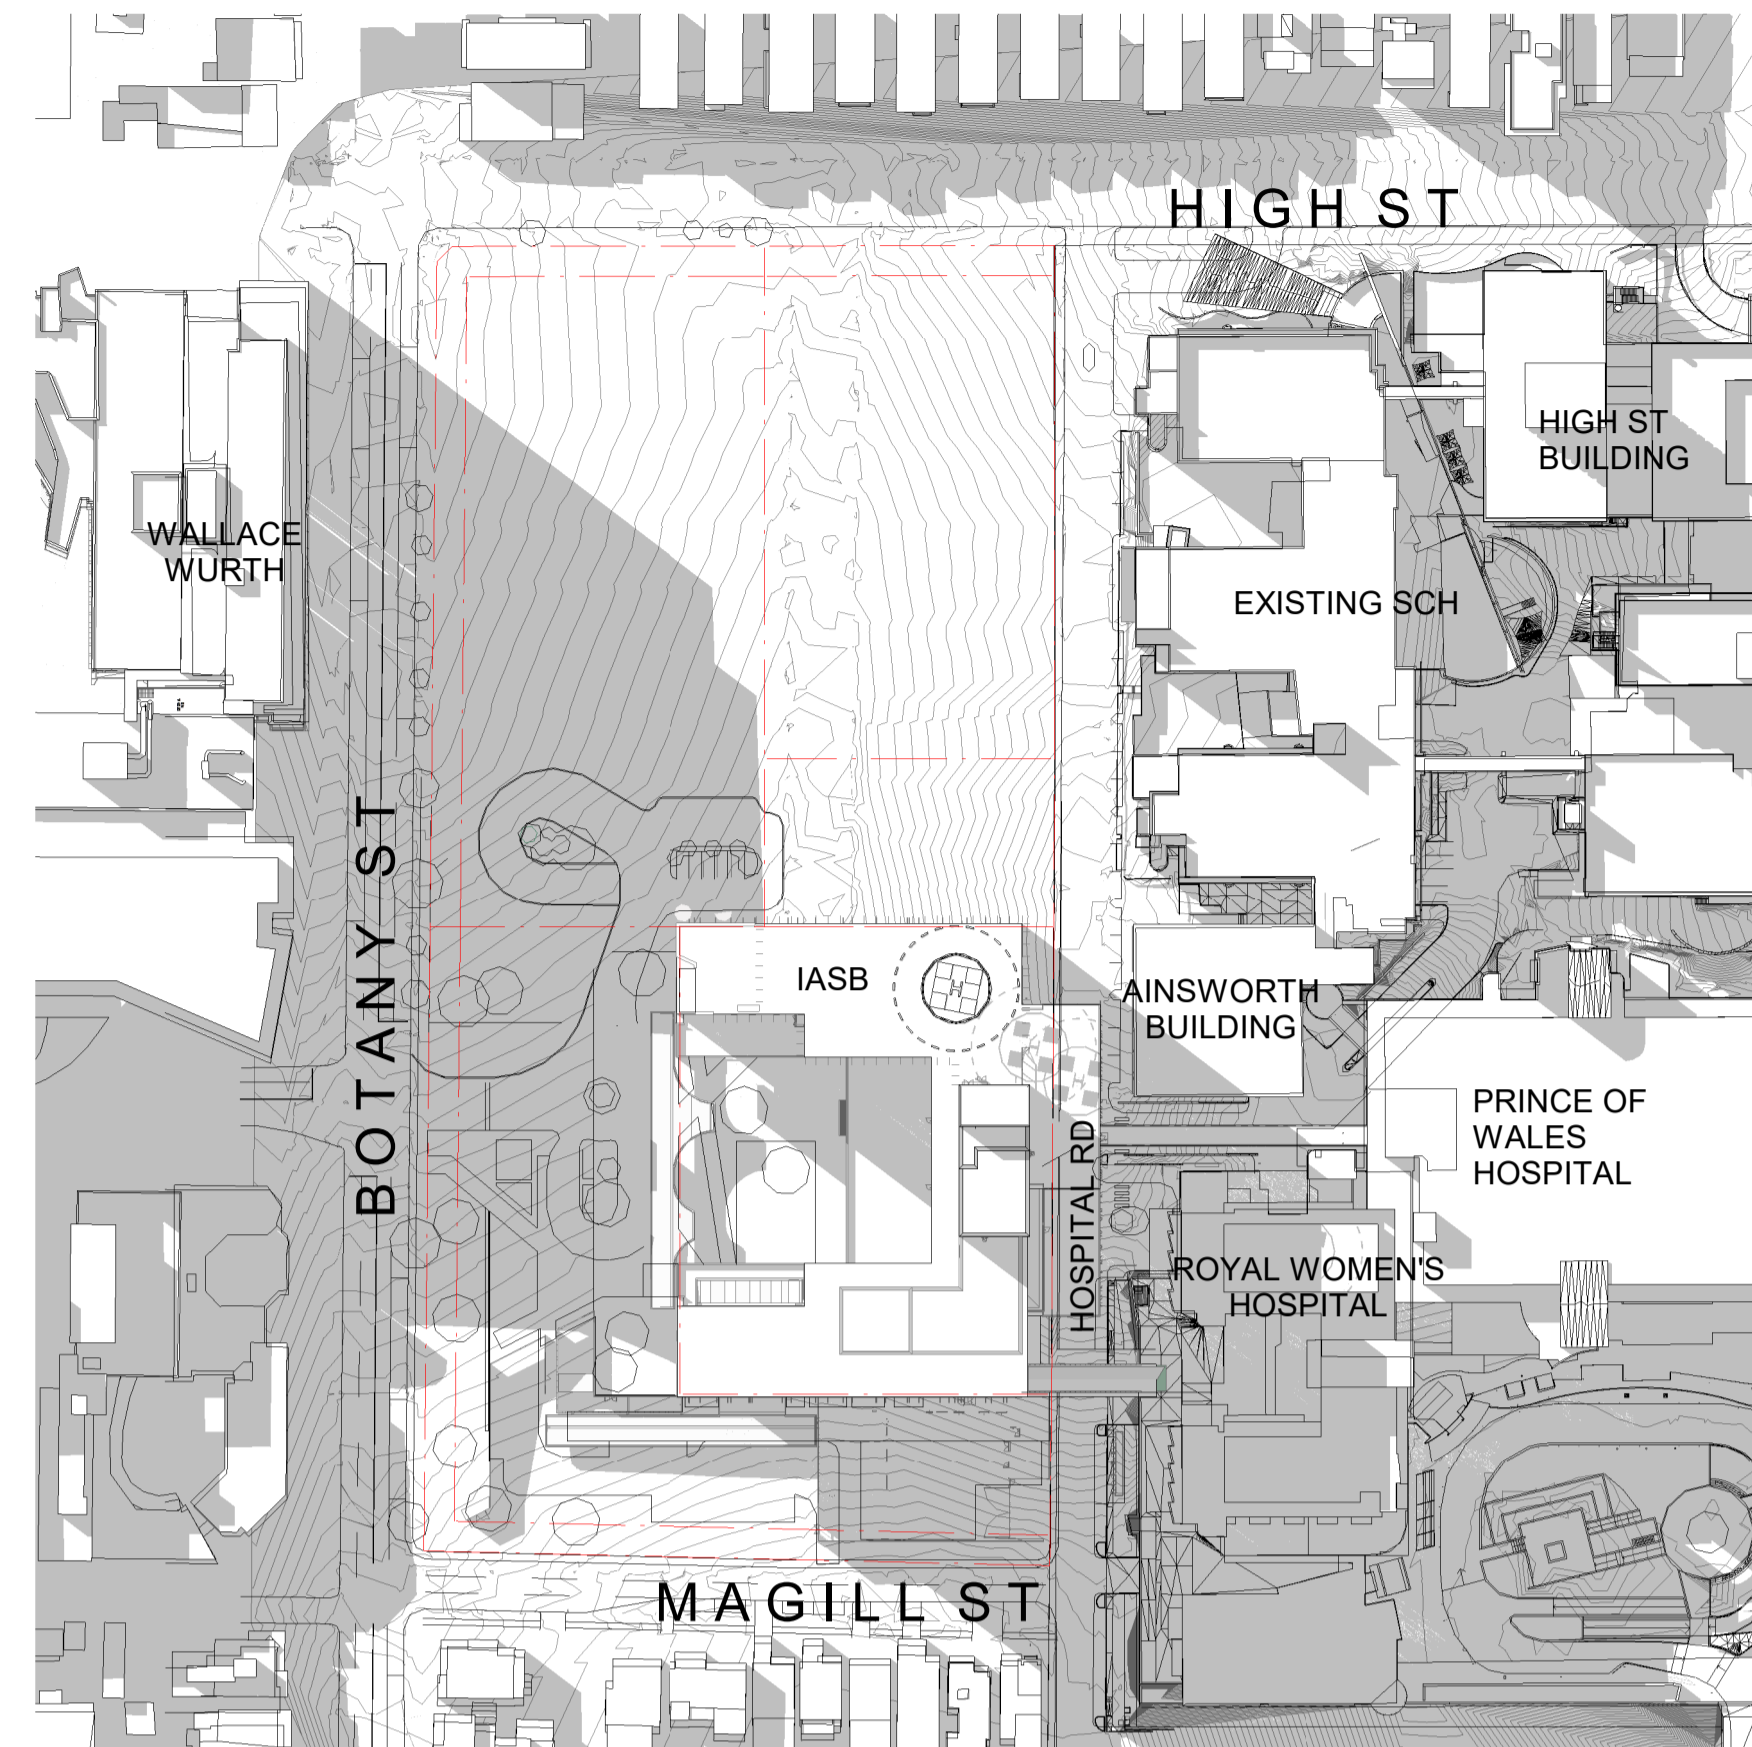 HIGH ST
HIGH ST
BUILDING
WALLACE
WURTH
EXISTING SCH
BOTANY ST
IASB
H
AINSWORTH
BUILDING
PRINCE OF
WALES
HOSPITAL
HOSPITAL RD
ROYAL WOMEN'S
HOSPITAL
MAGILL ST